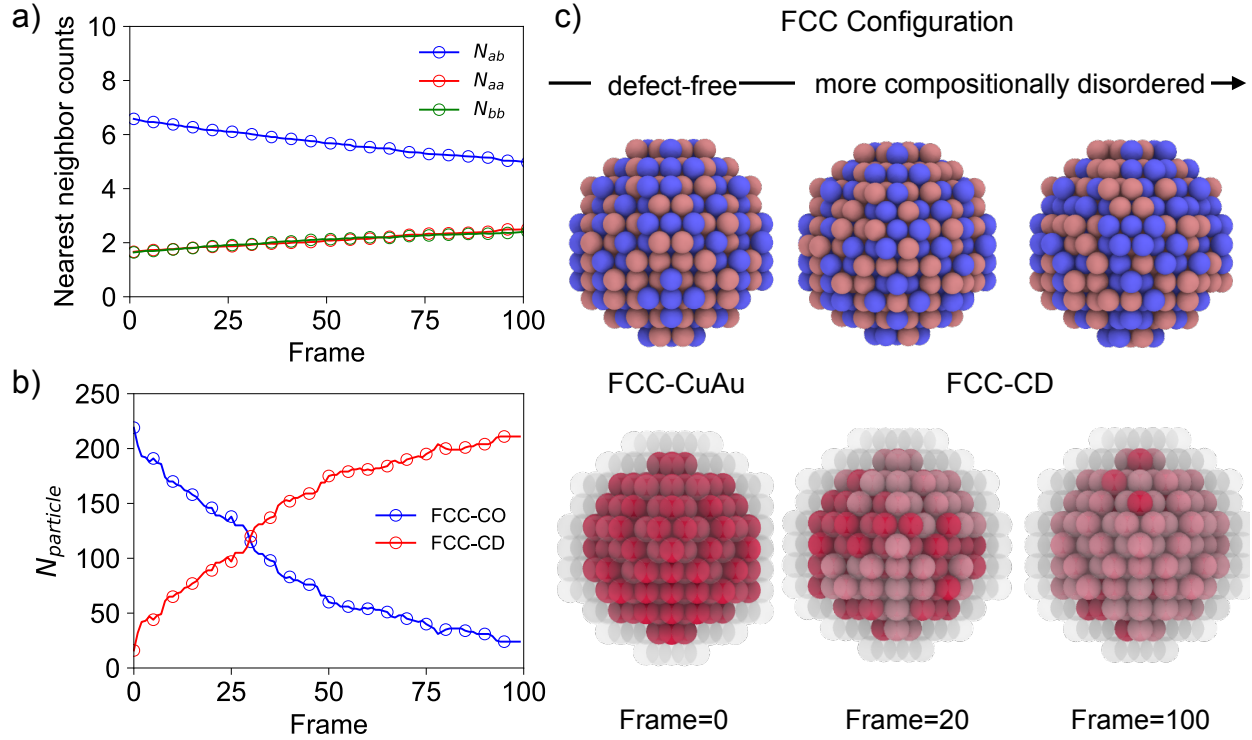 a)
10
8
6
4
2
0
Nearest neighbor counts
N_ab
N_aa
N_bb
0 25 50 75 100
Frame
b)
250
200
150
100
50
0
N_particle
FCC-CO
FCC-CD
0 25 50 75 100
Frame
c)
FCC Configuration
defect-free more compositionally disordered
FCC-CuAu FCC-CD
Frame=0 Frame=20 Frame=100